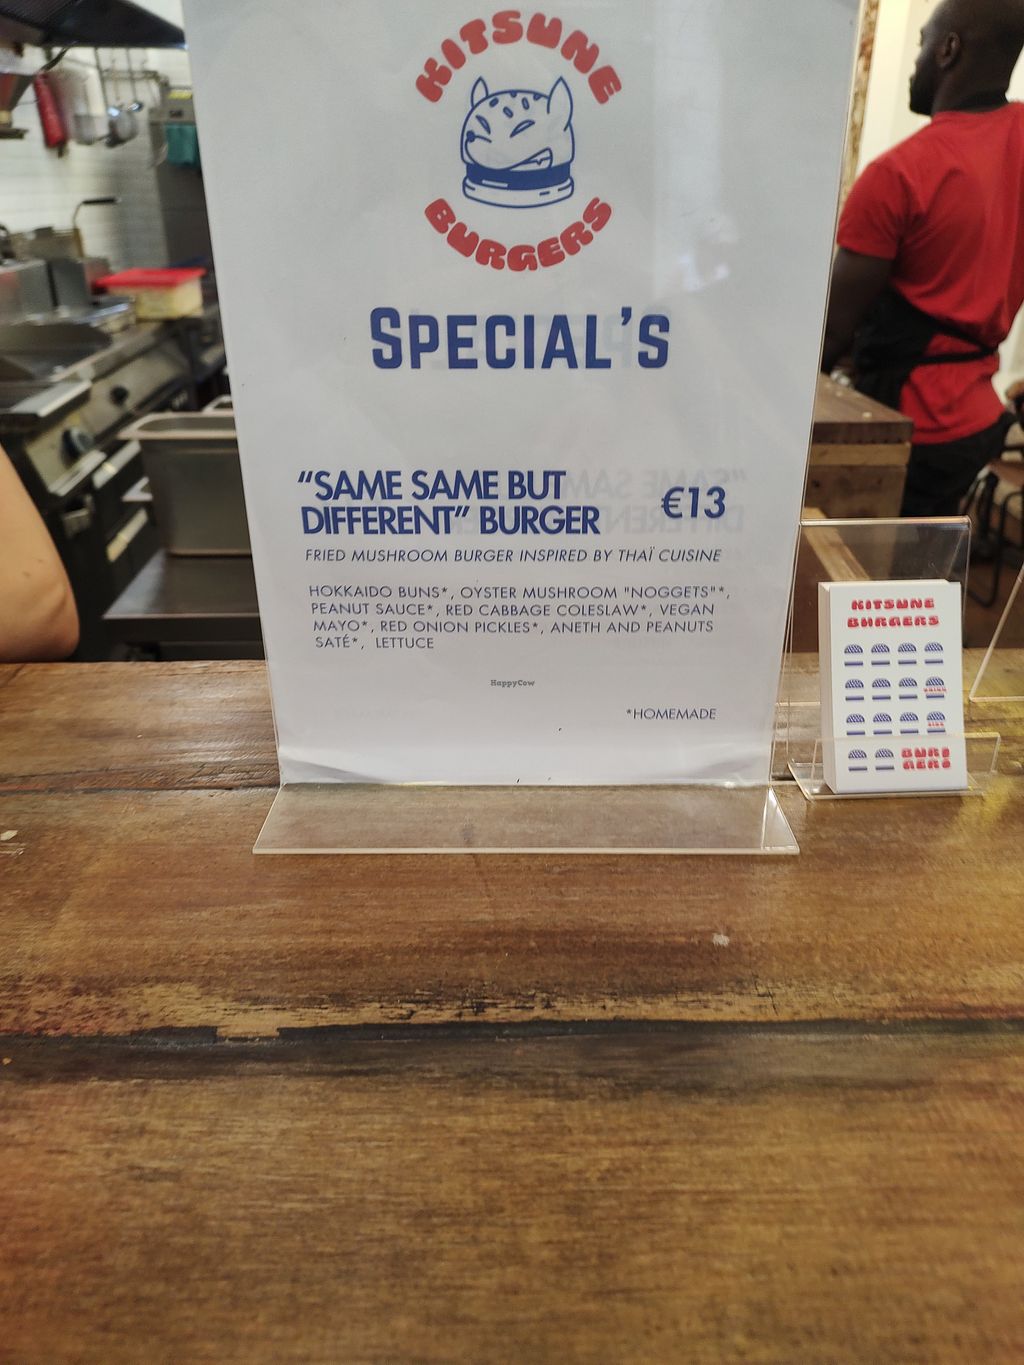 KITSUNE
BURGERS
SPECIAL'S
"SAME SAME BUT
DIFFERENT" BURGER
€13
FRIED MUSHROOM BURGER INSPIRED BY THAÏ CUISINE
HOKKAIDO BUNS*, OYSTER MUSHROOM "NOGGETS"*,
PEANUT SAUCE*, RED CABBAGE COLESLAW*, VEGAN
MAYO*, RED ONION PICKLES*, ANETH AND PEANUTS
SATÉ*, LETTUCE
HappyCow
*HOMEMADE
KITSUNE
BURGERS